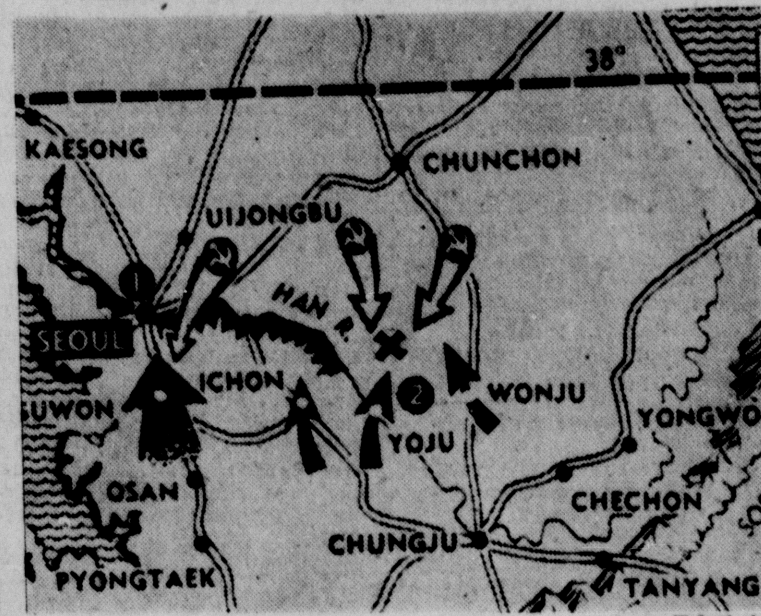 38°
KAESONG
CHUNCHON
UIJONGBU
1
HAN R.
SEOUL
ICHON
2
WONJU
SUWON
YONGWO
YOJU
OSAN
CHECHON
CHUNGJU
PYONGTAEK
TANYANG